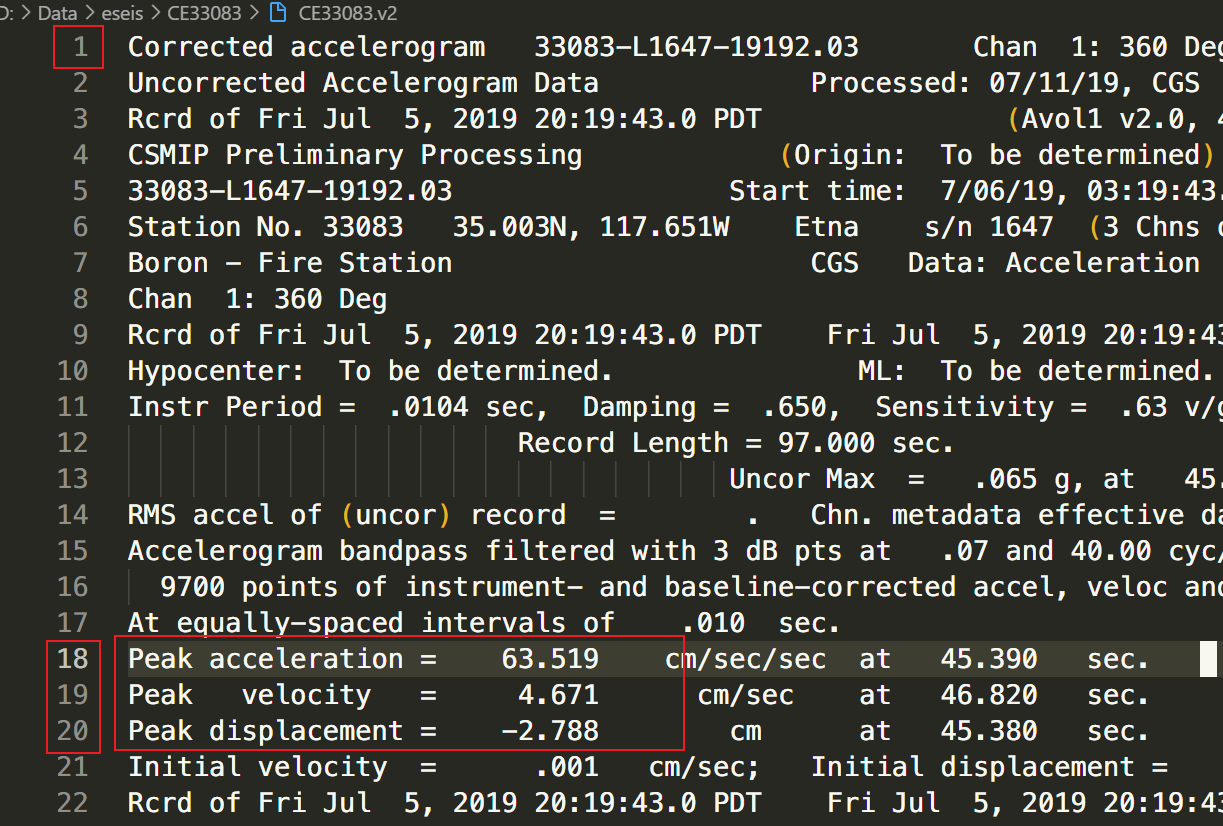 D: > Data > eseis > CE33083 > CE33083.v2
1 Corrected accelerogram 33083-L1647-19192.03 Chan 1: 360 Deg
2 Uncorrected Accelerogram Data Processed: 07/11/19, CGS
3 Rcrd of Fri Jul 5, 2019 20:19:43.0 PDT (Avol1 v2.0, 4
4 CSMIP Preliminary Processing (Origin: To be determined)
5 33083-L1647-19192.03 Start time: 7/06/19, 03:19:43.
6 Station No. 33083 35.003N, 117.651W Etna s/n 1647 (3 Chns o
7 Boron - Fire Station CGS Data: Acceleration
8 Chan 1: 360 Deg
9 Rcrd of Fri Jul 5, 2019 20:19:43.0 PDT Fri Jul 5, 2019 20:19:43
10 Hypocenter: To be determined. ML: To be determined.
11 Instr Period = .0104 sec, Damping = .650, Sensitivity = .63 v/g
12 Record Length = 97.000 sec.
13 Uncor Max = .065 g, at 45.
14 RMS accel of (uncor) record = . Chn. metadata effective da
15 Accelerogram bandpass filtered with 3 dB pts at .07 and 40.00 cyc/
16 9700 points of instrument- and baseline-corrected accel, veloc and
17 At equally-spaced intervals of .010 sec.
18 Peak acceleration = 63.519 cm/sec/sec at 45.390 sec.
19 Peak velocity = 4.671 cm/sec at 46.820 sec.
20 Peak displacement = -2.788 cm at 45.380 sec.
21 Initial velocity = .001 cm/sec; Initial displacement =
22 Rcrd of Fri Jul 5, 2019 20:19:43.0 PDT Fri Jul 5, 2019 20:19:43